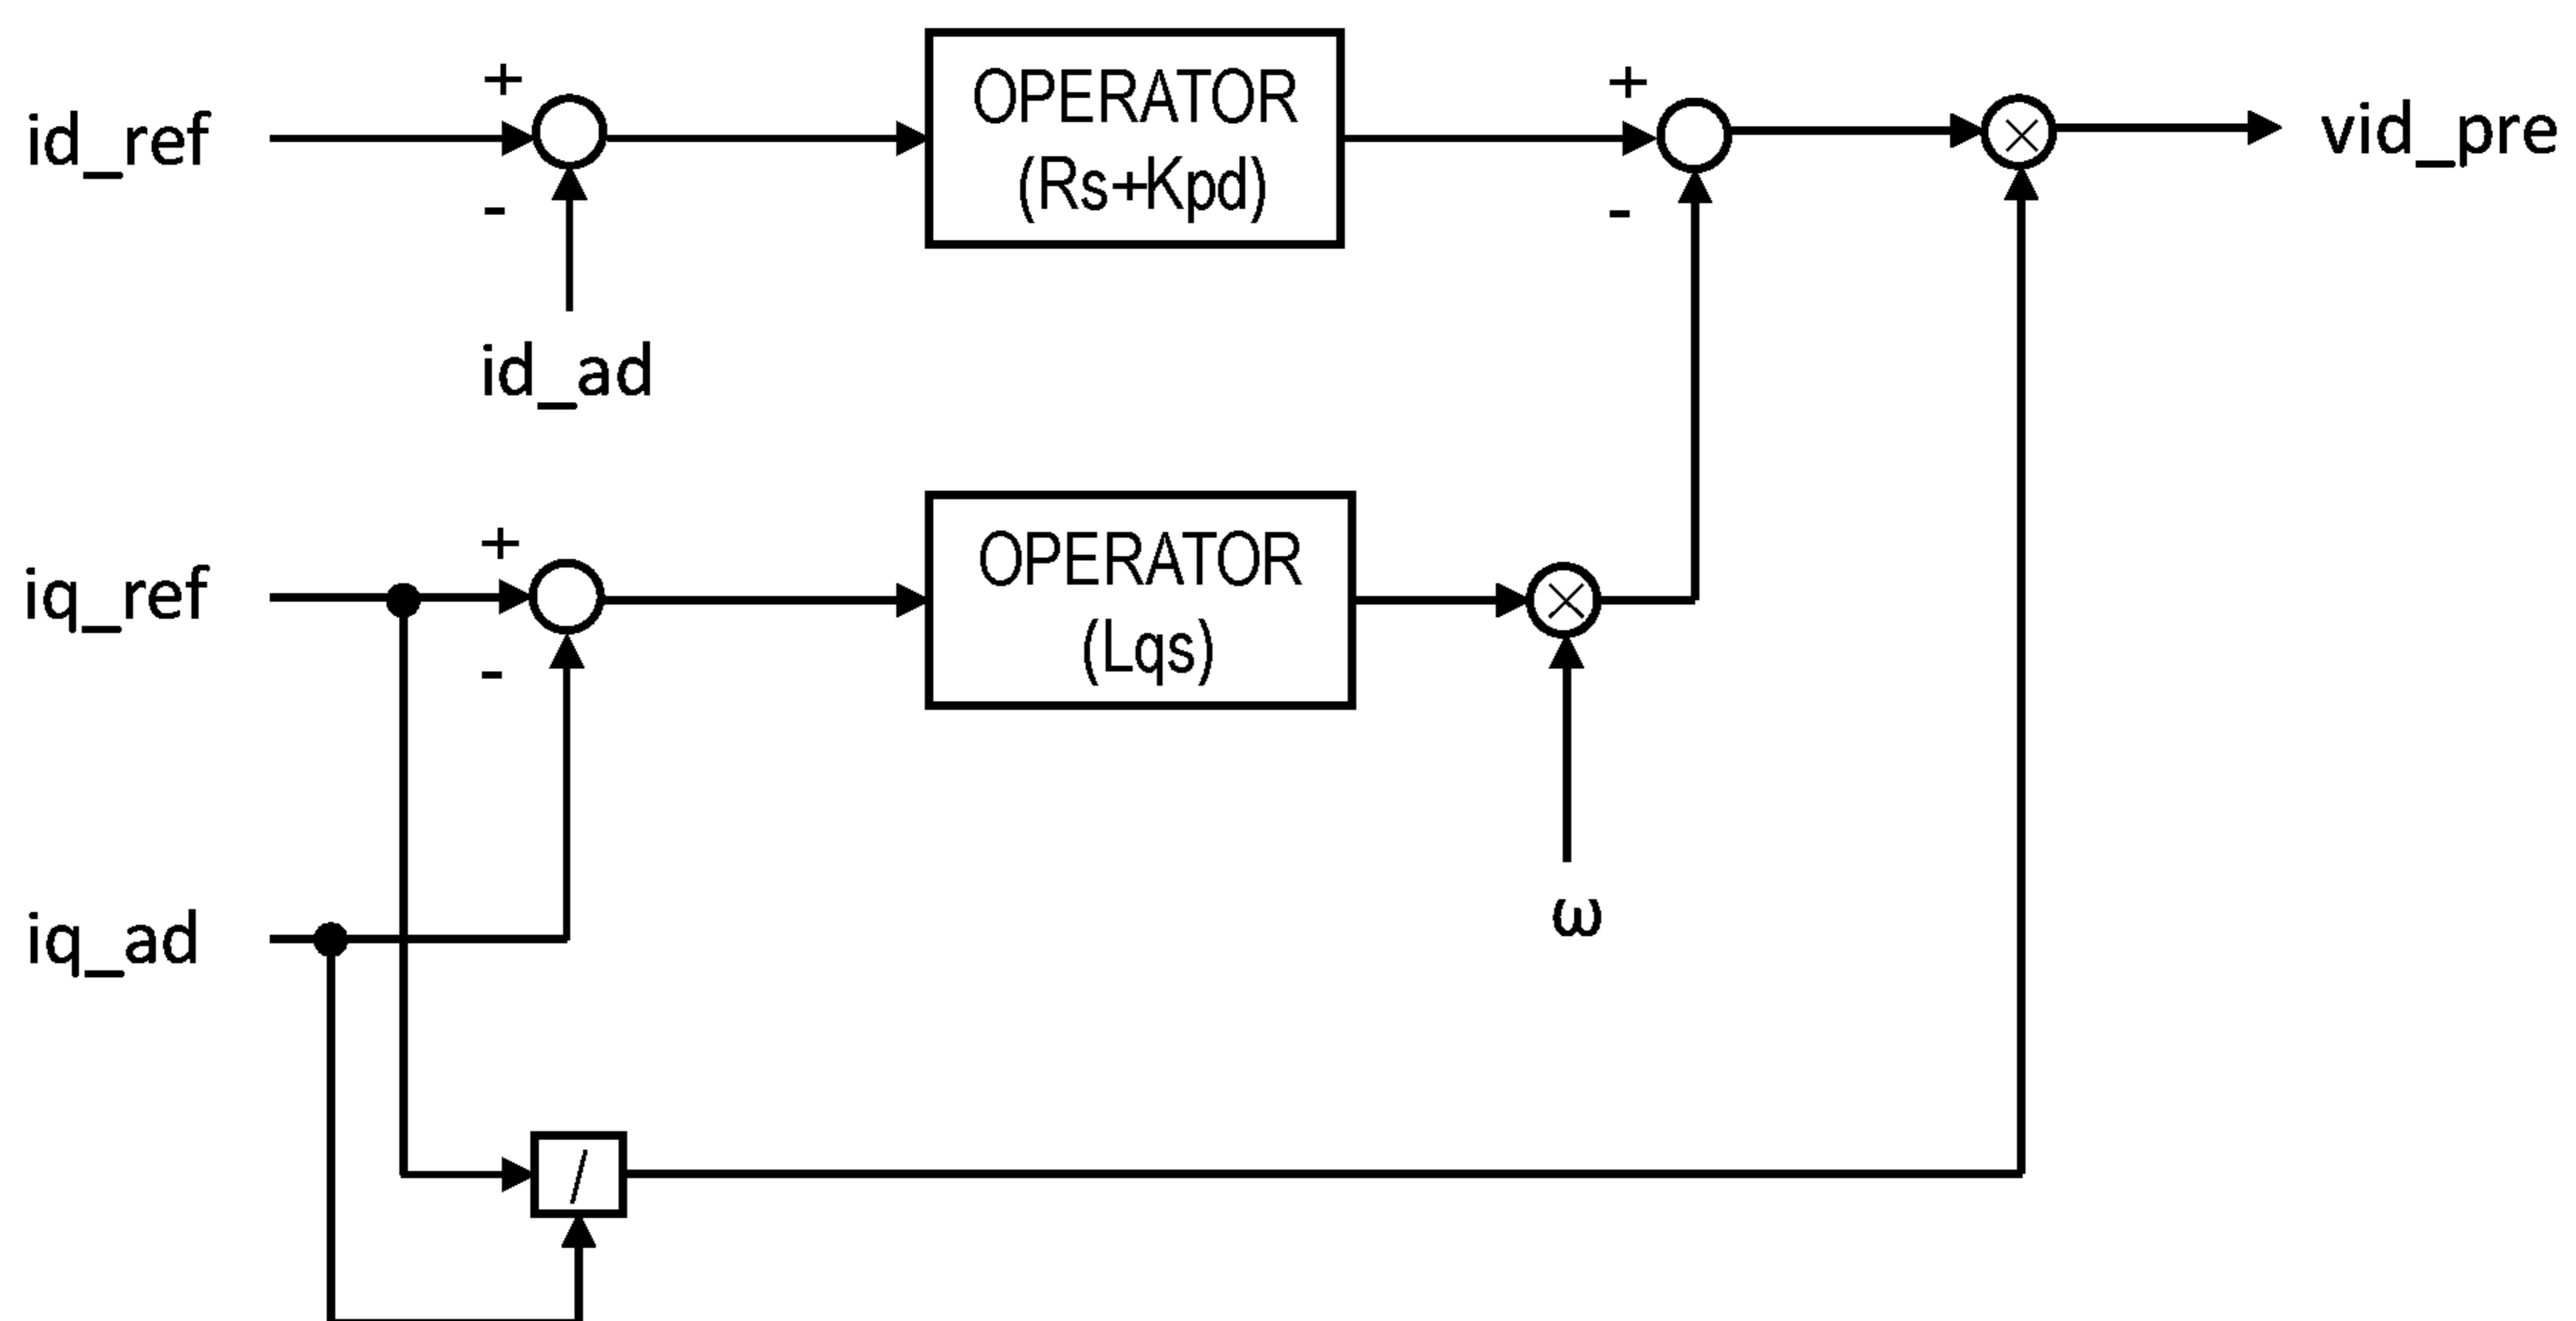 +
OPERATOR
(Rs+Kpd)
+
id_ref
vid_pre
-
-
id_ad
+
OPERATOR
(Lqs)
iq_ref
-
ω
iq_ad
/